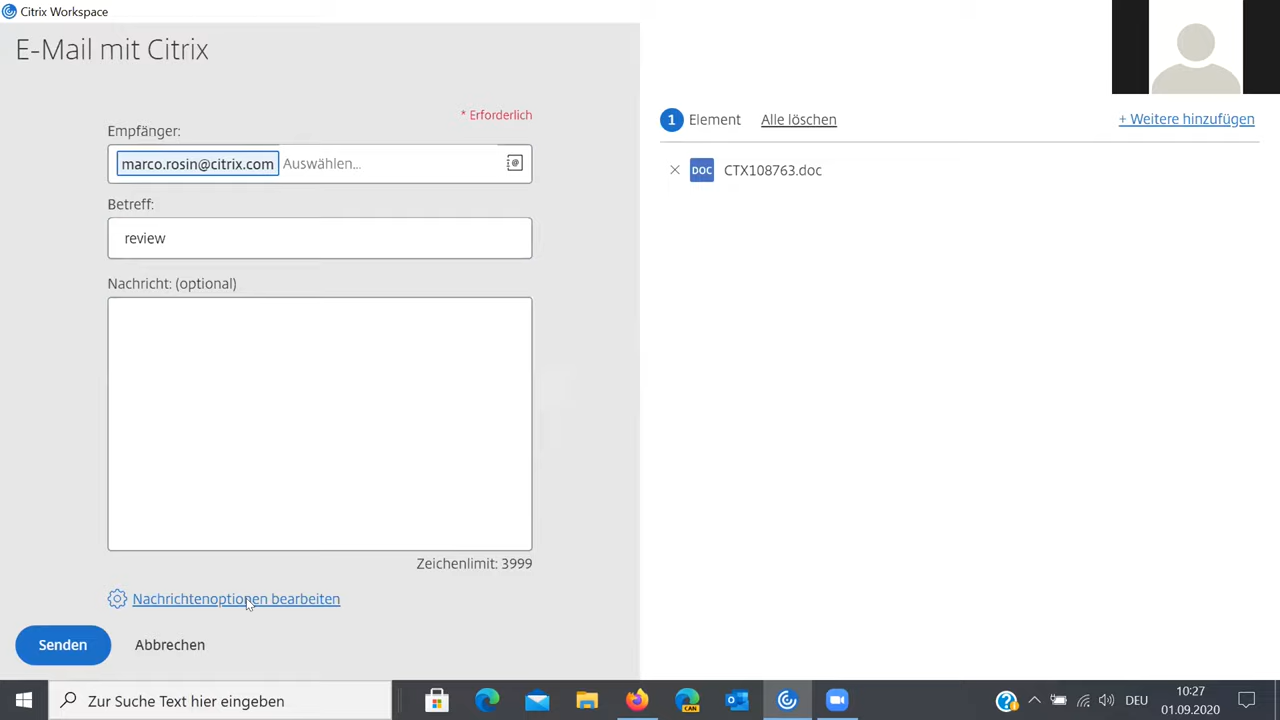 Citrix Workspace
E-Mail mit Citrix
* Erforderlich
Empfänger:
marco.rosin@citrix.com Auswählen...
Betreff:
review
Nachricht: (optional)
Zeichenlimit: 3999
Nachrichtenoptionen bearbeiten
Senden Abbrechen
1 Element Alle löschen + Weitere hinzufügen
DOC CTX108763.doc
Zur Suche Text hier eingeben
CAN
DEU
10:27
01.09.2020